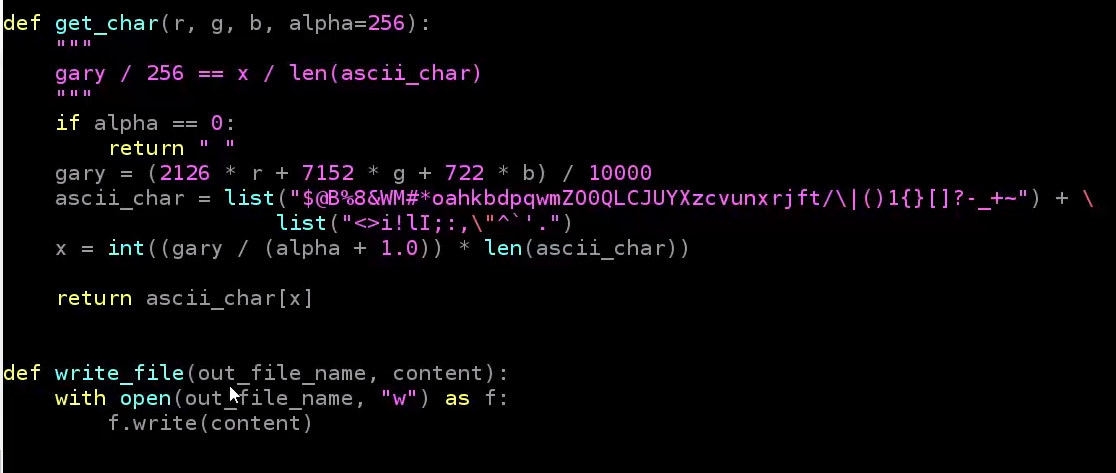 def get_char(r, g, b, alpha=256):
    """
    gary / 256 == x / len(ascii_char)
    """
    if alpha == 0:
        return " "
    gary = (2126 * r + 7152 * g + 722 * b) / 10000
    ascii_char = list("$@B%8&WM#*oahkbdpqwmZO0QLCJUYXzcvunxrjft/\|()1{}[]?-_+~") + \
                     list("<>i!lI;:,\"^`'.")
    x = int((gary / (alpha + 1.0)) * len(ascii_char))
    return ascii_char[x]
def write_file(out_file_name, content):
    with open(out_file_name, "w") as f:
        f.write(content)